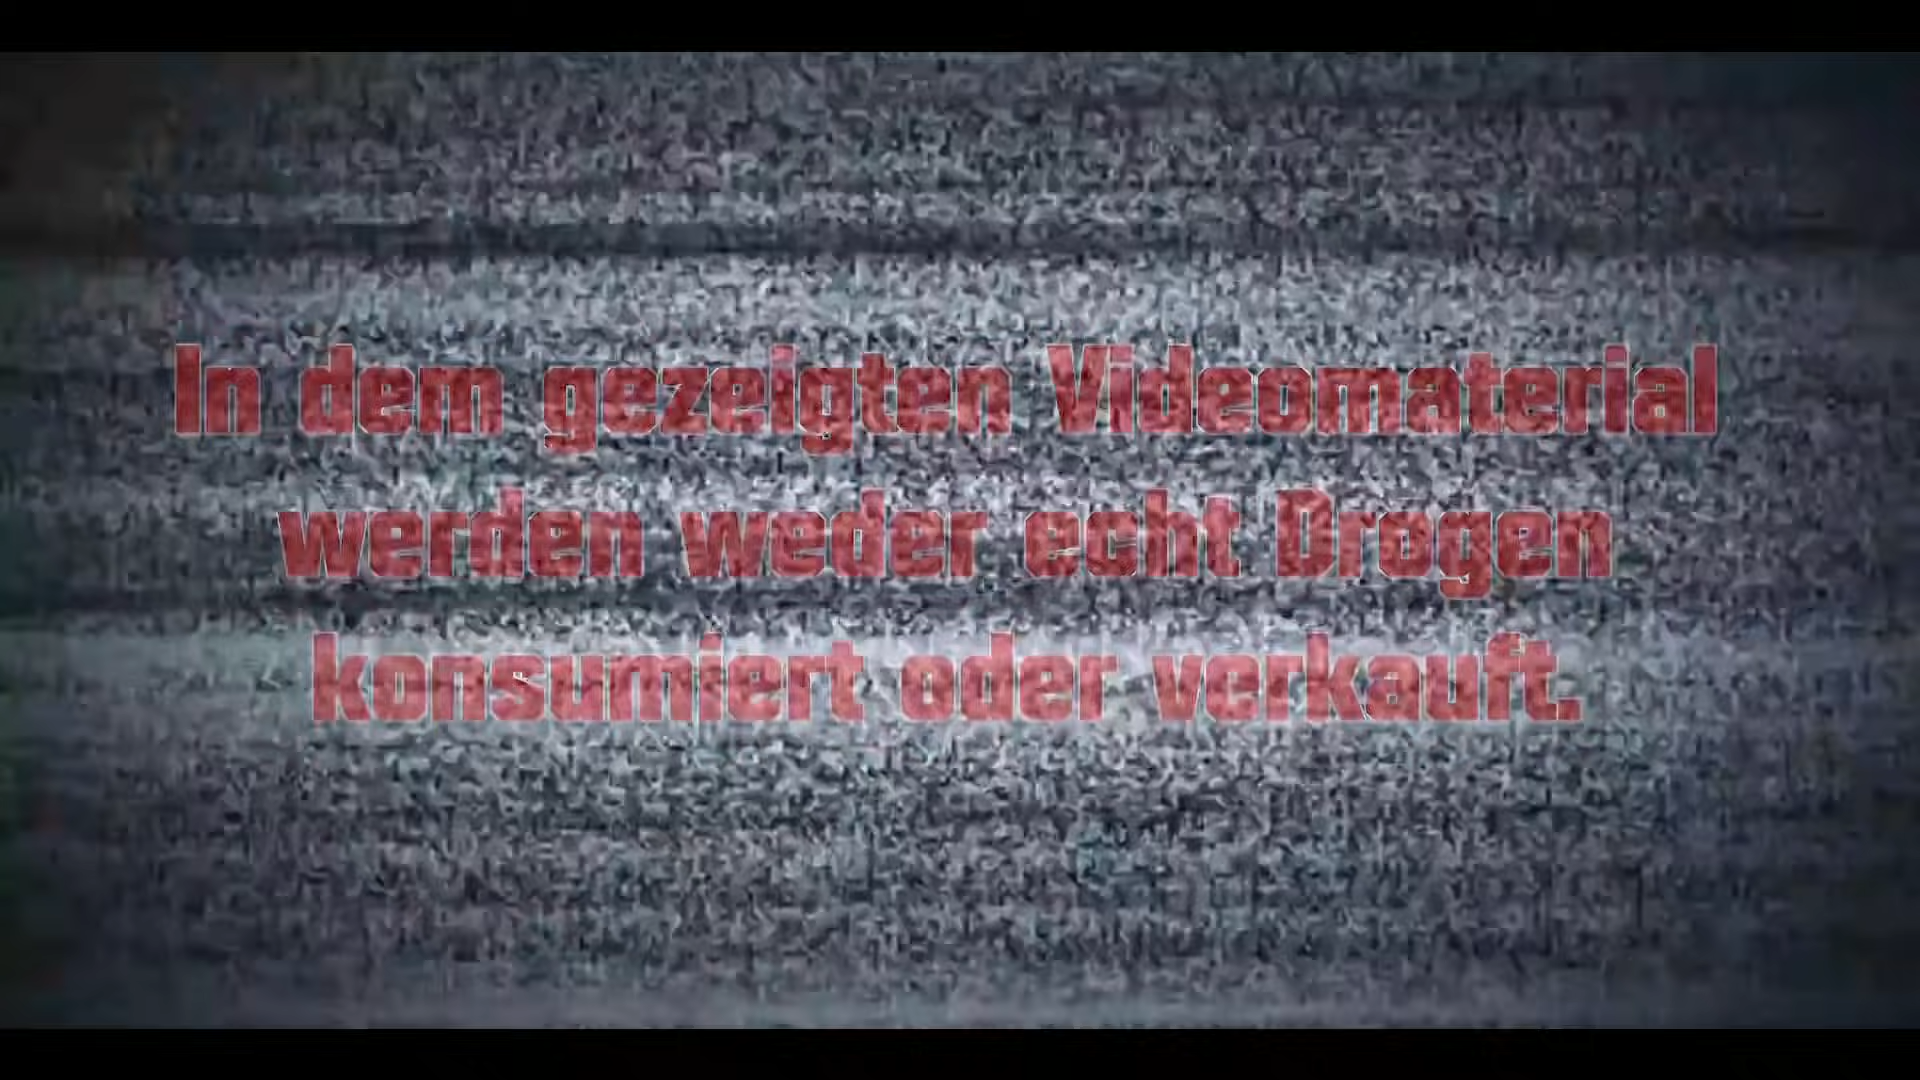 In dem gezeigten Videomaterial
werden weder echt Drogen
konsumiert oder verkauft.